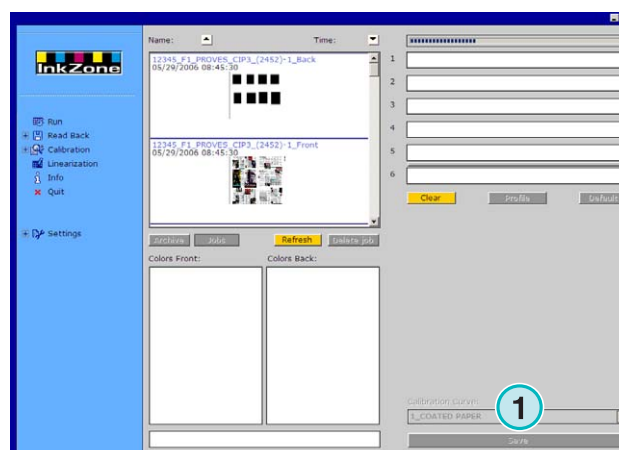 InkZone
Run
Read Back
Calibration
Linearization
Info
Quit
Settings
Name:
Time:
12345_F1_PROVES_CIP3_(2452)-1_Back
05/29/2006 08:45:30
12345_F1_PROVES_CIP3_(2452)-1_Front
05/29/2006 08:45:30
Archive
Jobs
Refresh
Delete job
Colors Front:
Colors Back:
1
2
3
4
5
6
Clear
Profile
Default
Calibration Curve:
1_COATED PAPER
1
Save